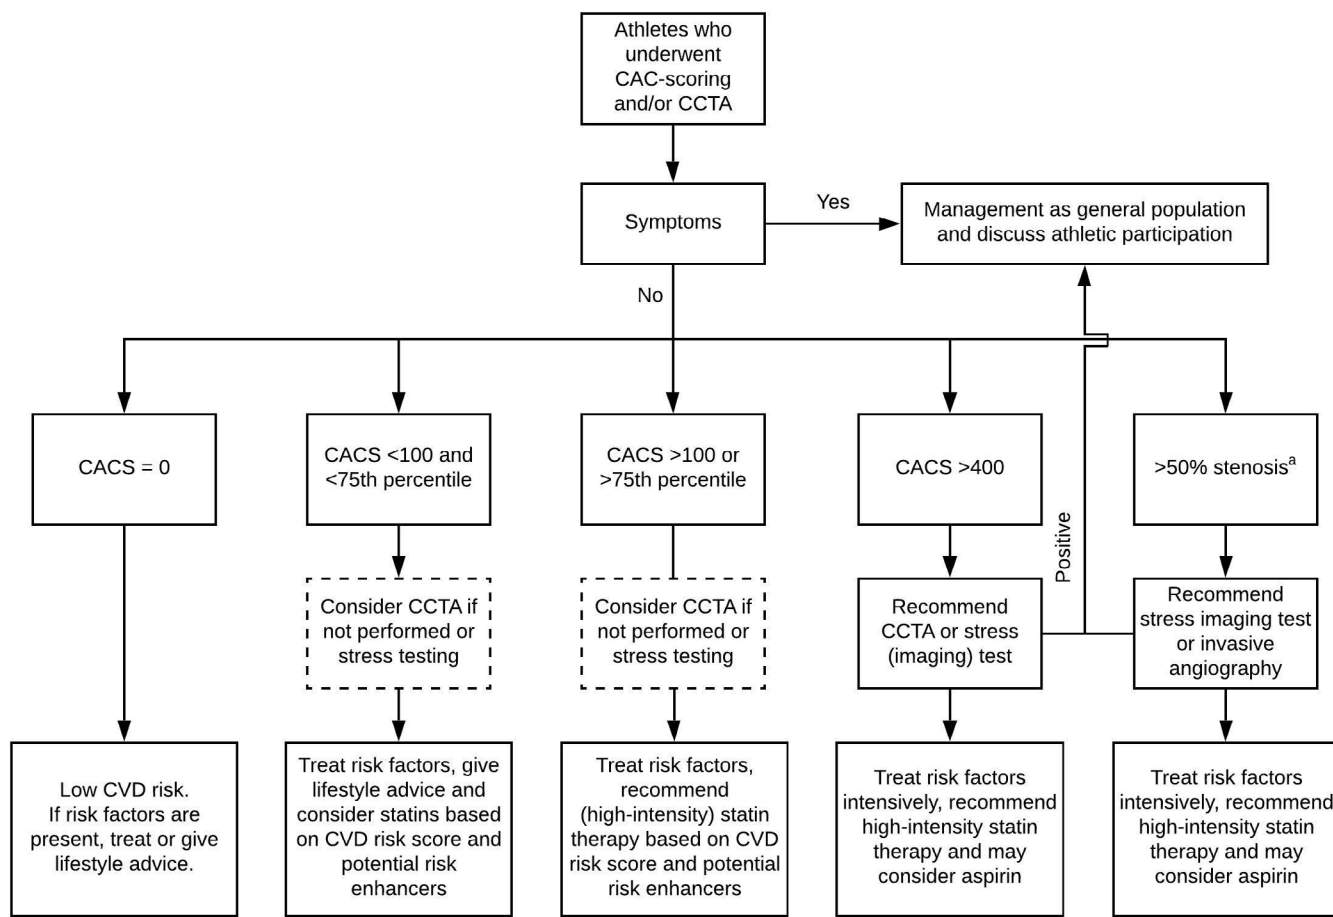 Athletes who
underwent
CAC-scoring
and/or CCTA
Symptoms
Yes
Management as general population
and discuss athletic participation
No
CACS = 0
CACS <100 and
<75th percentile
CACS >100 or
>75th percentile
CACS >400
>50% stenosisᵃ
Positive
Consider CCTA if
not performed or
stress testing
Consider CCTA if
not performed or
stress testing
Recommend
CCTA or stress
(imaging) test
Recommend
stress imaging test
or invasive
angiography
Low CVD risk.
If risk factors are
present, treat or give
lifestyle advice.
Treat risk factors, give
lifestyle advice and
consider statins based
on CVD risk score and
potential risk
enhancers
Treat risk factors,
recommend
(high-intensity) statin
therapy based on CVD
risk score and potential
risk enhancers
Treat risk factors
intensively, recommend
high-intensity statin
therapy and may
consider aspirin
Treat risk factors
intensively, recommend
high-intensity statin
therapy and may
consider aspirin